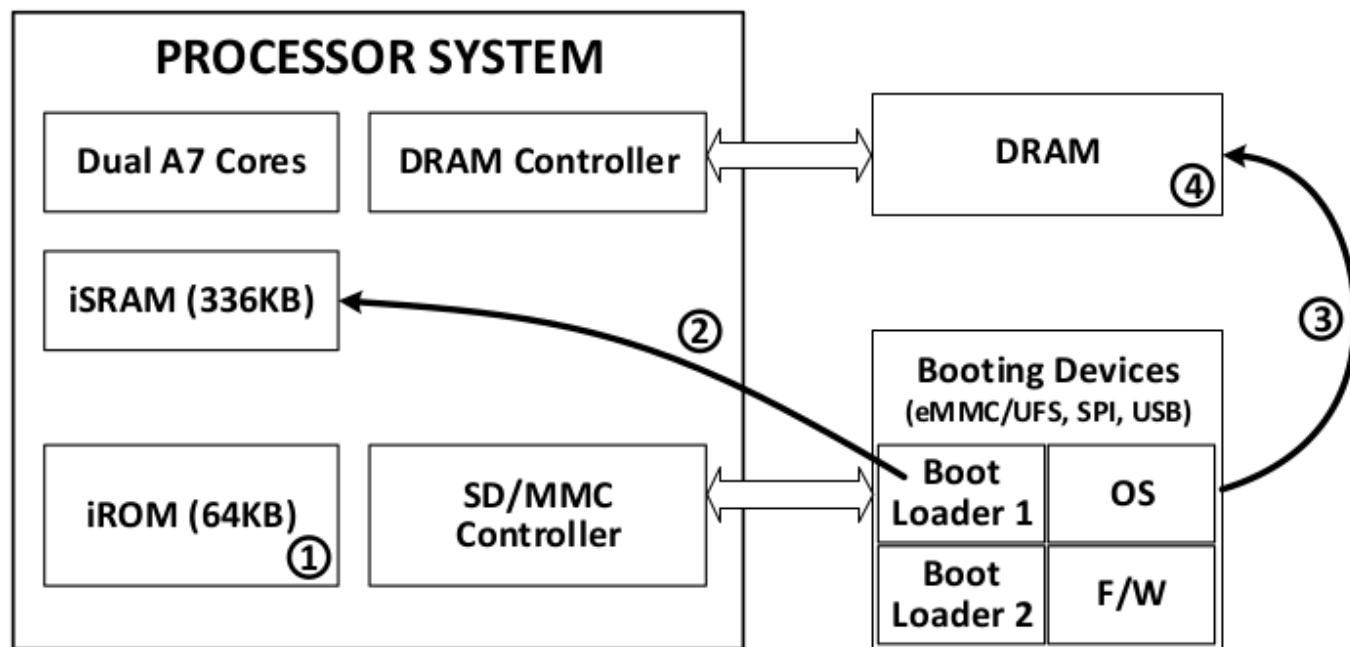 PROCESSOR SYSTEM
Dual A7 Cores
DRAM Controller
DRAM
④
iSRAM (336KB)
②
③
Booting Devices
(eMMC/UFS, SPI, USB)
iROM (64KB)
①
SD/MMC
Controller
Boot
Loader 1
OS
Boot
Loader 2
F/W